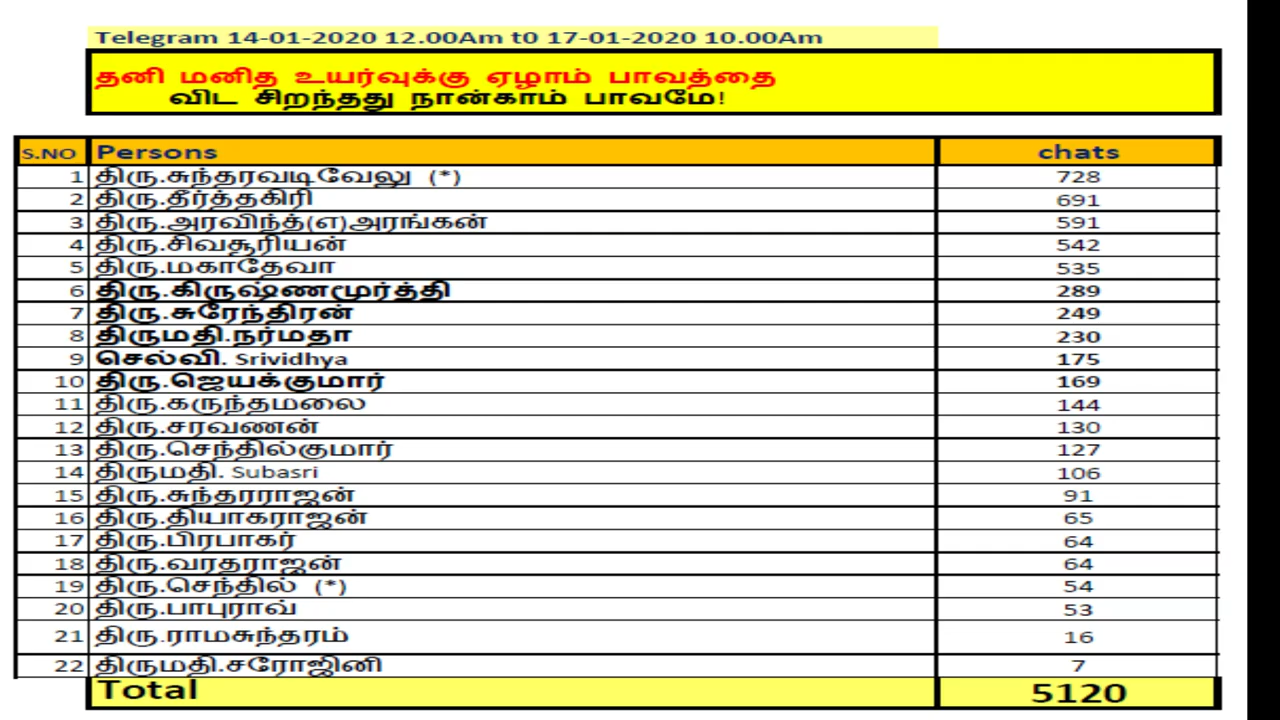 Telegram 14-01-2020 12.00Am t0 17-01-2020 10.00Am
தனி மனித உயர்வுக்கு ஏழாம் பாவத்தை
விட சிறந்தது நான்காம் பாவமே!
S.NO Persons chats
1 திரு.சுந்தரவடிவேலு (*) 728
2 திரு.தீர்த்தகிரி 691
3 திரு.அரவிந்த்(எ)அரங்கன் 591
4 திரு.சிவசூரியன் 542
5 திரு.மகாதேவா 535
6 திரு.கிருஷ்ணமூர்த்தி 289
7 திரு.சுரேந்திரன் 249
8 திருமதி.நர்மதா 230
9 செல்வி. Srividhya 175
10 திரு.ஜெயக்குமார் 169
11 திரு.கருந்தமலை 144
12 திரு.சரவணன் 130
13 திரு.செந்தில்குமார் 127
14 திருமதி. Subasri 106
15 திரு.சுந்தரராஜன் 91
16 திரு.தியாகராஜன் 65
17 திரு.பிரபாகர் 64
18 திரு.வரதராஜன் 64
19 திரு.செந்தில் (*) 54
20 திரு.பாபுராவ் 53
21 திரு.ராமசுந்தரம் 16
22 திருமதி.சரோஜினி 7
Total 5120